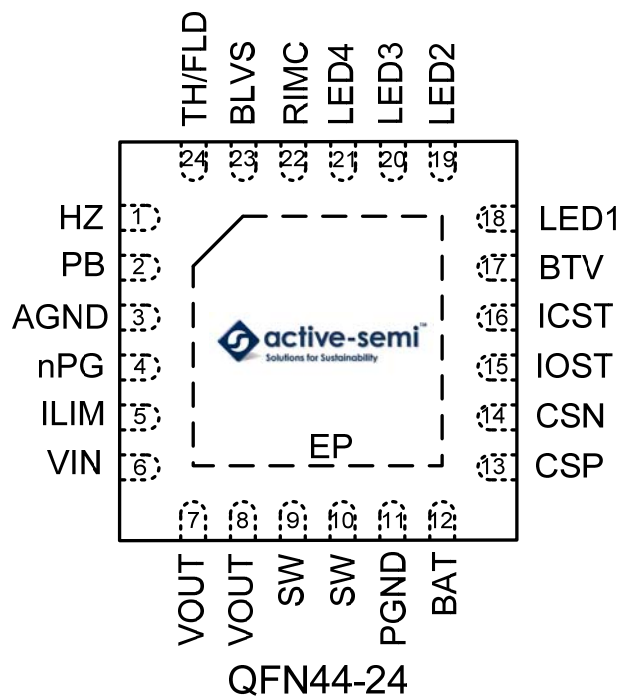 TH/FLD
BLVS
RIMC
LED4
LED3
LED2
24
23
22
21
20
19
HZ
1
18
LED1
PB
2
17
BTV
AGND
3
16
ICST
active-semi™
Solutions for Sustainability
nPG
4
15
IOST
ILIM
5
14
CSN
VIN
6
EP
13
CSP
7
8
9
10
11
12
VOUT
VOUT
SW
SW
PGND
BAT
QFN44-24